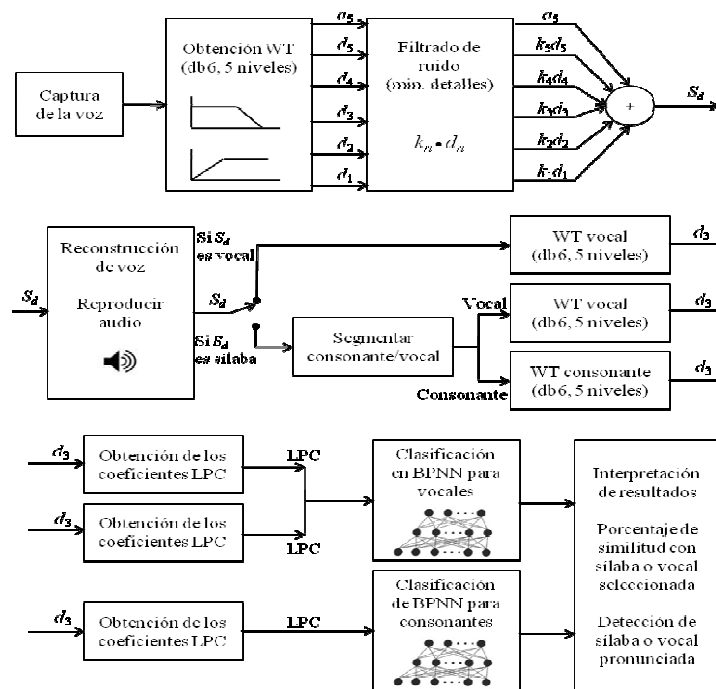 Captura
de la voz
Obtención WT
(db6, 5 niveles)
a5
d5
d4
d3
d2
d1
Filtrado de
ruido
(min. detalles)
kn • dn
a5
k5d5
k4d4
k3d3
k2d2
k1d1
+
Sd
Sd
Reconstrucción
de voz
Reproducir
audio
Sd
Si Sd
es vocal
Si Sd
es silaba
Segmentar
consonante/vocal
Vocal
Consonante
WT vocal
(db6, 5 niveles)
d3
WT vocal
(db6, 5 niveles)
d3
WT consonante
(db6, 5 niveles)
d3
d3
Obtención de los
coeficientes LPC
LPC
d3
Obtención de los
coeficientes LPC
LPC
d3
Obtención de los
coeficientes LPC
LPC
Clasificación
en BPNN para
vocales
Clasificación
de BPNN para
consonantes
Interpretación
de resultados
Porcentaje de
similitud con
silaba o vocal
seleccionada
Detección de
silaba o vocal
pronunciada